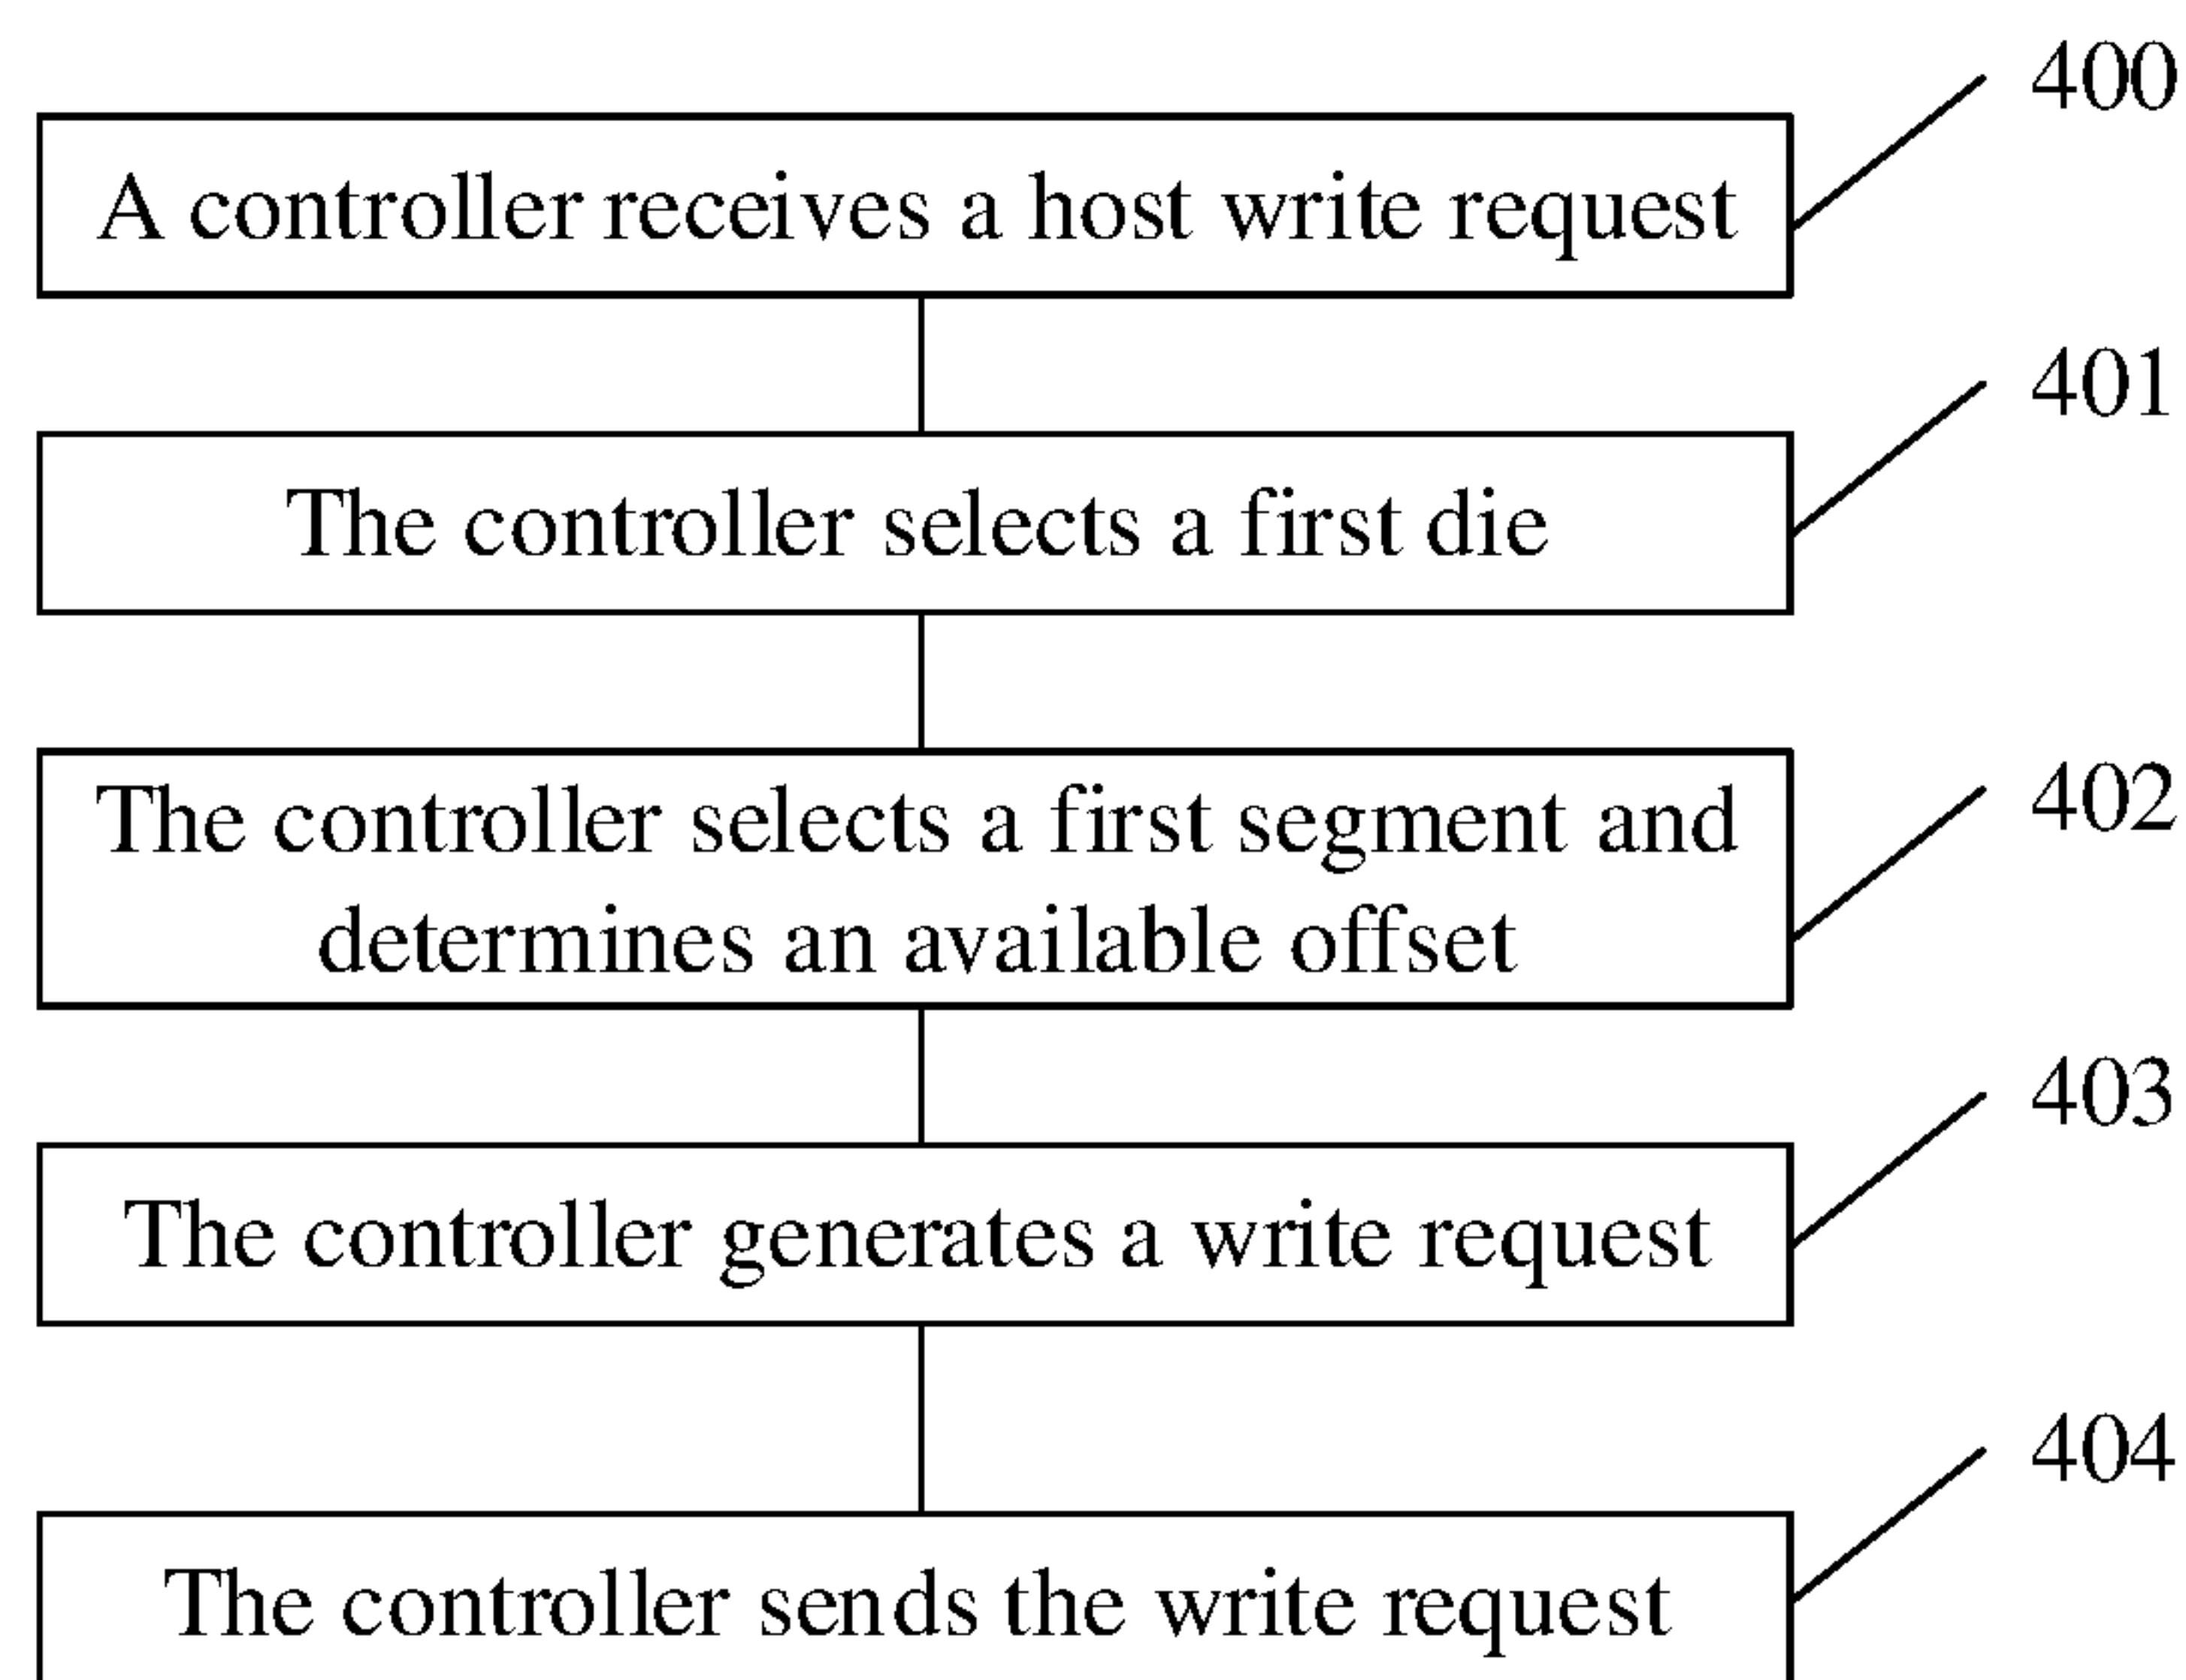 400
A controller receives a host write request
401
The controller selects a first die
402
The controller selects a first segment and
determines an available offset
403
The controller generates a write request
404
The controller sends the write request